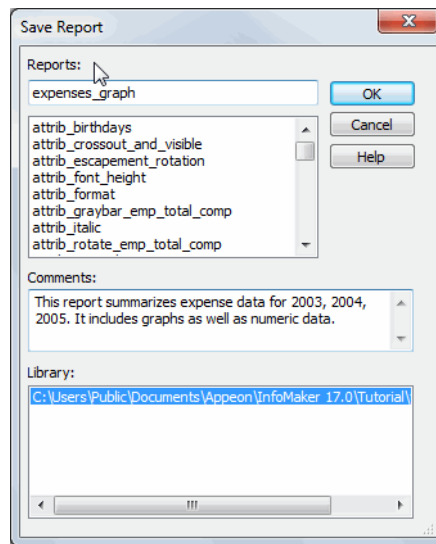 Save Report
Reports:
expenses_graph
OK
attrib_birthdays
Cancel
attrib_crossout_and_visible
attrib_escapement_rotation
Help
attrib_font_height
attrib_format
attrib_graybar_emp_total_comp
attrib_italic
attrib_rotate_emp_total_comp
Comments:
This report summarizes expense data for 2003, 2004,
2005. It includes graphs as well as numeric data.
Library:
C:\Users\Public\Documents\Appeon\InfoMaker 17.0\Tutorial\